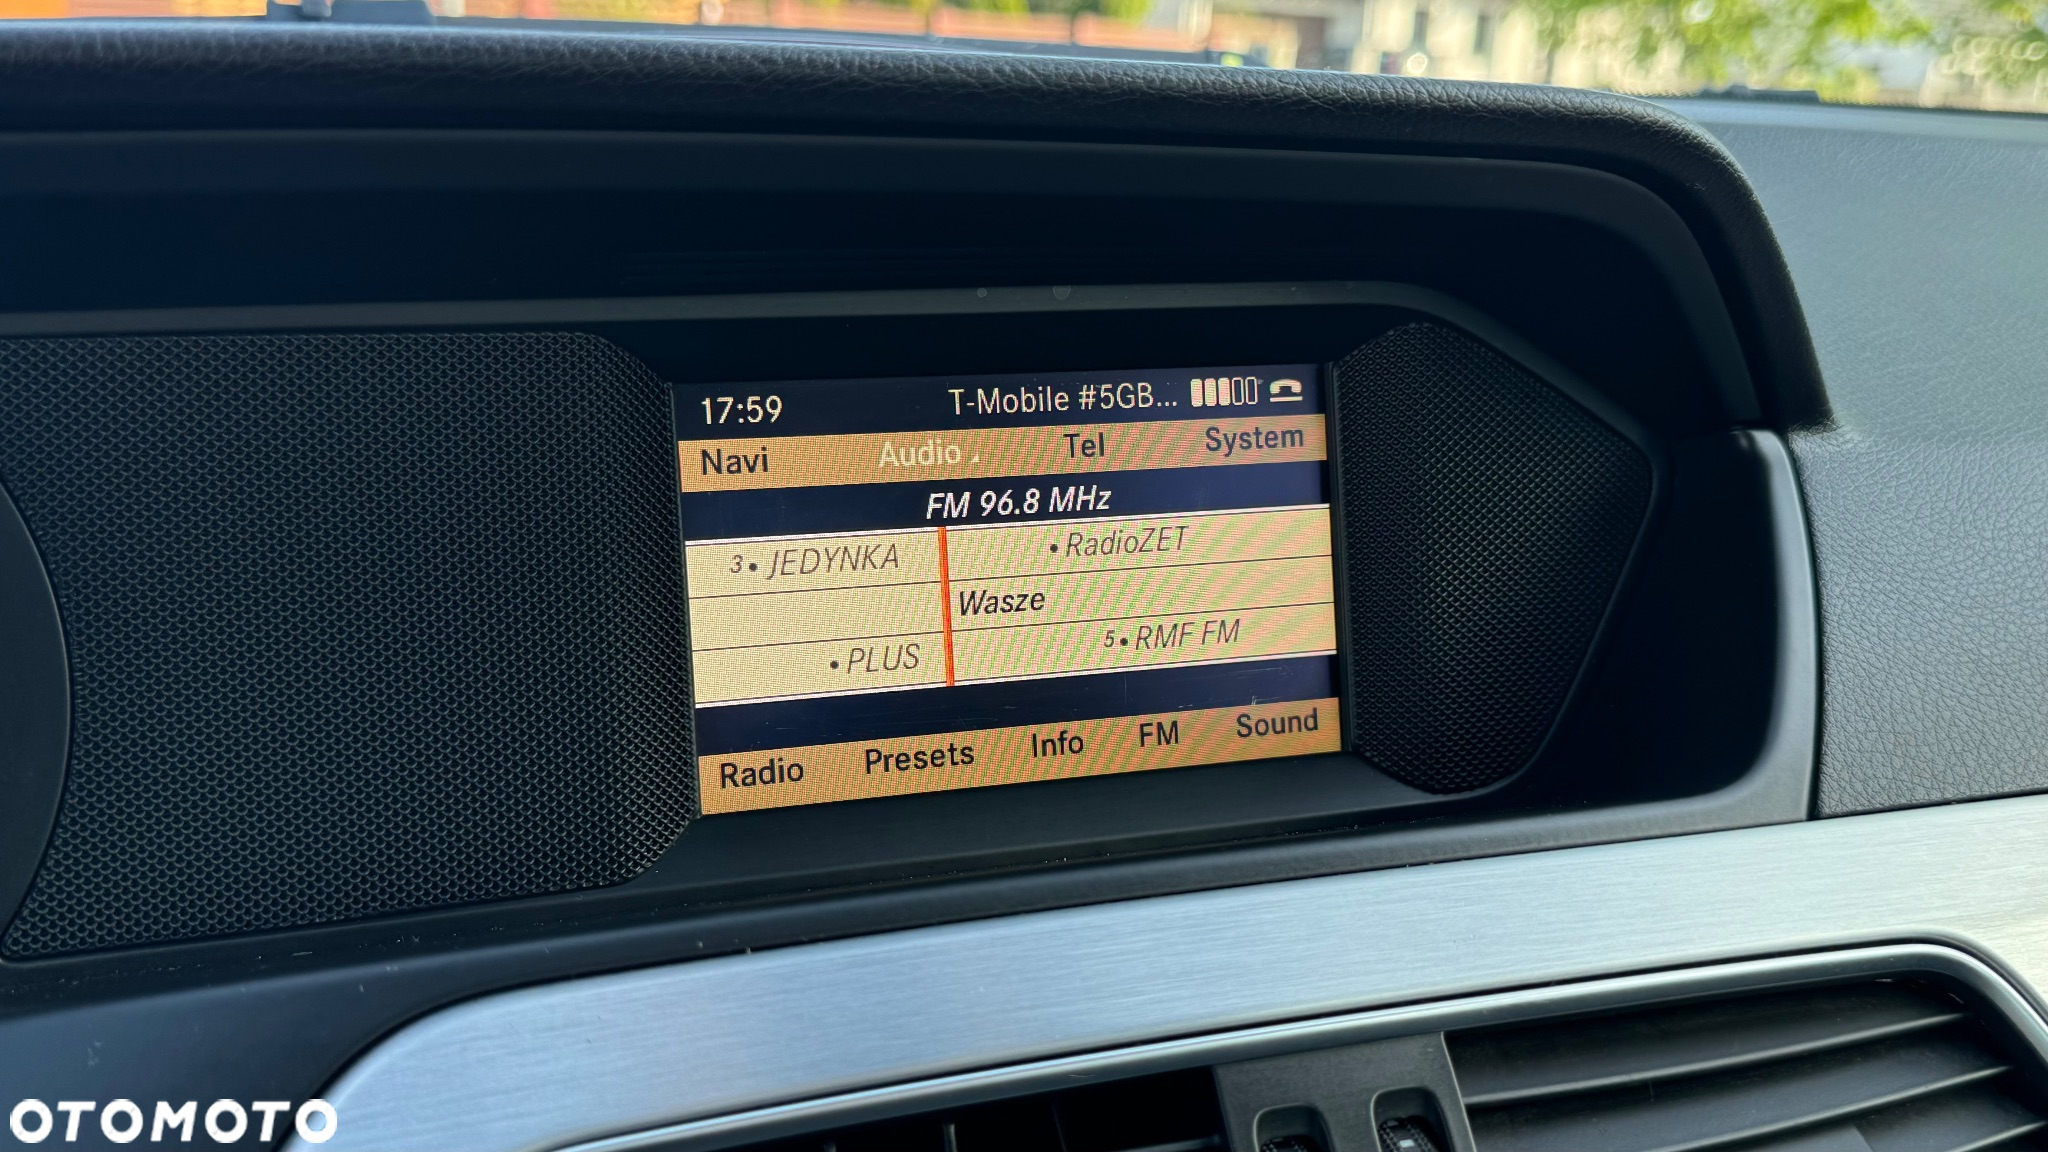 17:59 T-Mobile #5GB...
Navi Audio Tel System
FM 96.8 MHz
3• JEDYNKA •RadioZET
Wasze
•PLUS 5•RMF FM
Radio Presets Info FM Sound
OTOMOTO